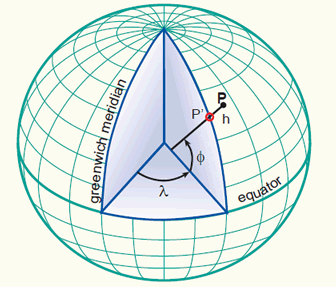 greenwich meridian
P
P'
h
ϕ
λ
equator